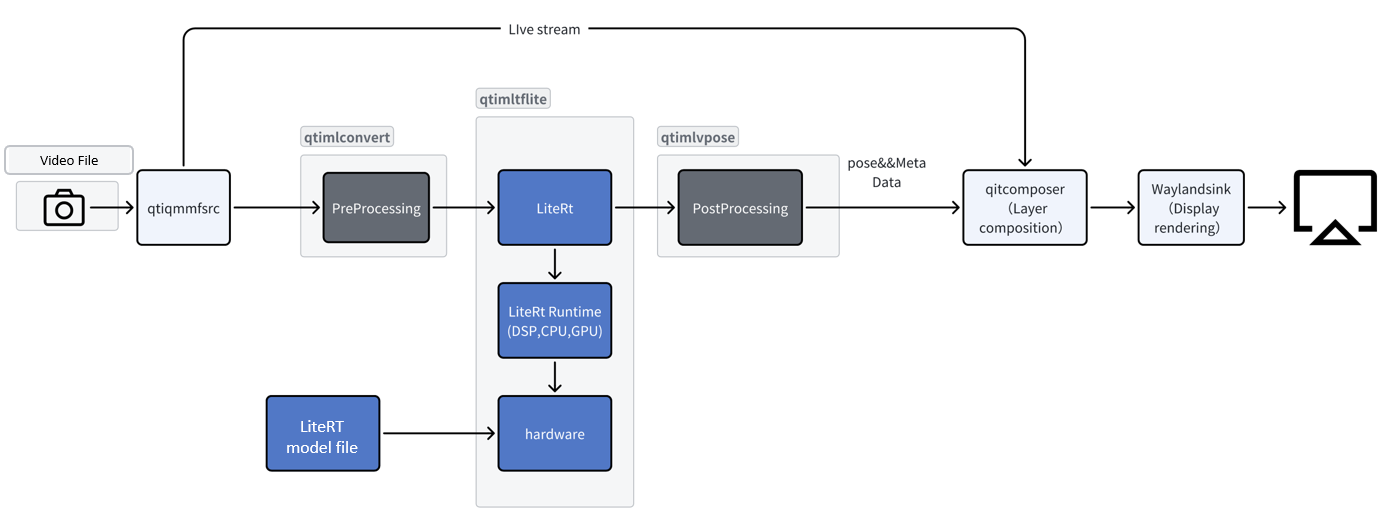 LIve stream
qtimltflite
qtimlconvert
qtimlvpose
Video File
pose&&Meta
Data
qtiqmmfsrc
PreProcessing
LiteRt
PostProcessing
qitcomposer
（Layer
composition）
Waylandsink
（Display
rendering）
LiteRt Runtime
(DSP,CPU,GPU)
LiteRT
model file
hardware